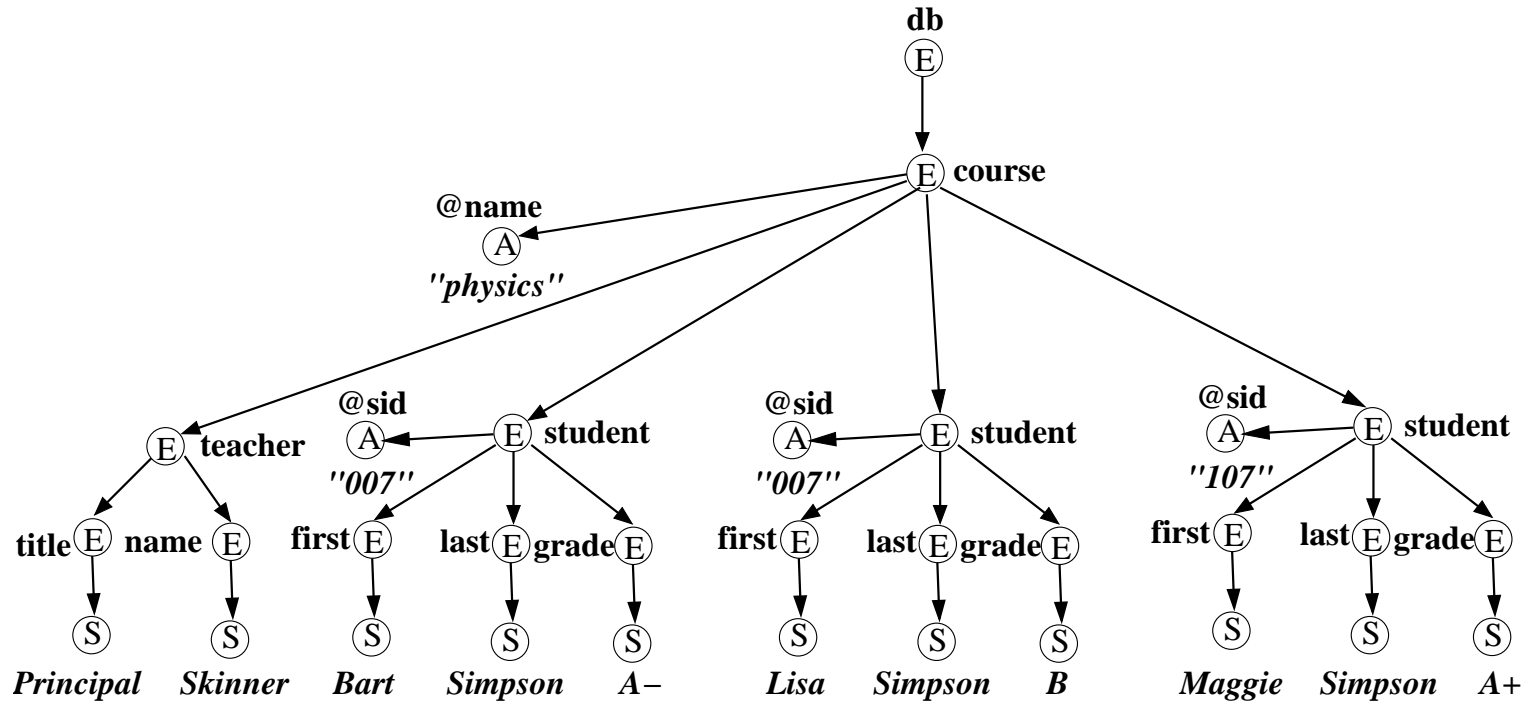 db
E
E course
@name
A
"physics"
@sid @sid @sid
E teacher A E student A E student A E student
"007" "007" "107"
title E name E first E last E grade E first E last E grade E first E last E grade E
S S S S S S S S S S S
Principal Skinner Bart Simpson A− Lisa Simpson B Maggie Simpson A+